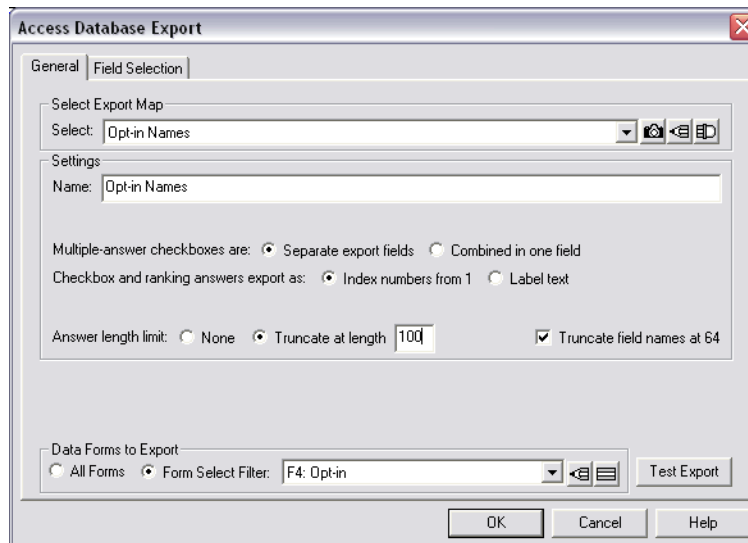 Access Database Export
General Field Selection
Select Export Map
Select: Opt-in Names
Settings
Name: Opt-in Names
Multiple-answer checkboxes are: Separate export fields Combined in one field
Checkbox and ranking answers export as: Index numbers from 1 Label text
Answer length limit: None Truncate at length 100 Truncate field names at 64
Data Forms to Export
All Forms Form Select Filter: F4: Opt-in Test Export
OK Cancel Help